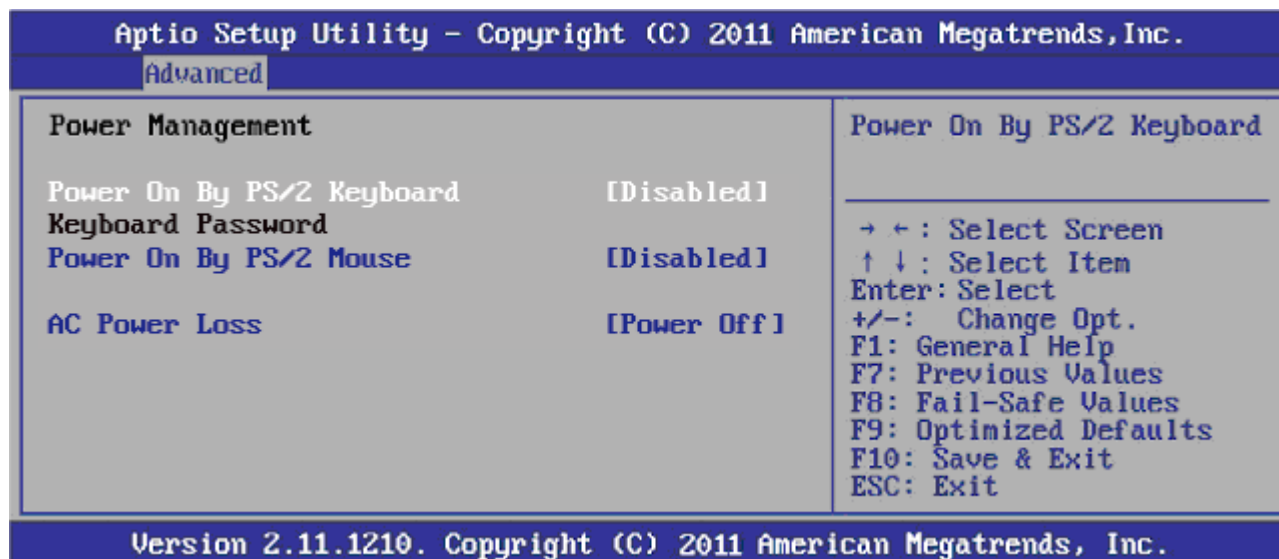 Aptio Setup Utility - Copyright (C) 2011 American Megatrends,Inc.
Advanced
Power Management
Power On By PS/2 Keyboard [Disabled]
Keyboard Password
Power On By PS/2 Mouse [Disabled]
AC Power Loss [Power Off]
Power On By PS/2 Keyboard
→ ←: Select Screen
↑ ↓: Select Item
Enter: Select
+/-: Change Opt.
F1: General Help
F7: Previous Values
F8: Fail-Safe Values
F9: Optimized Defaults
F10: Save & Exit
ESC: Exit
Version 2.11.1210. Copyright (C) 2011 American Megatrends, Inc.